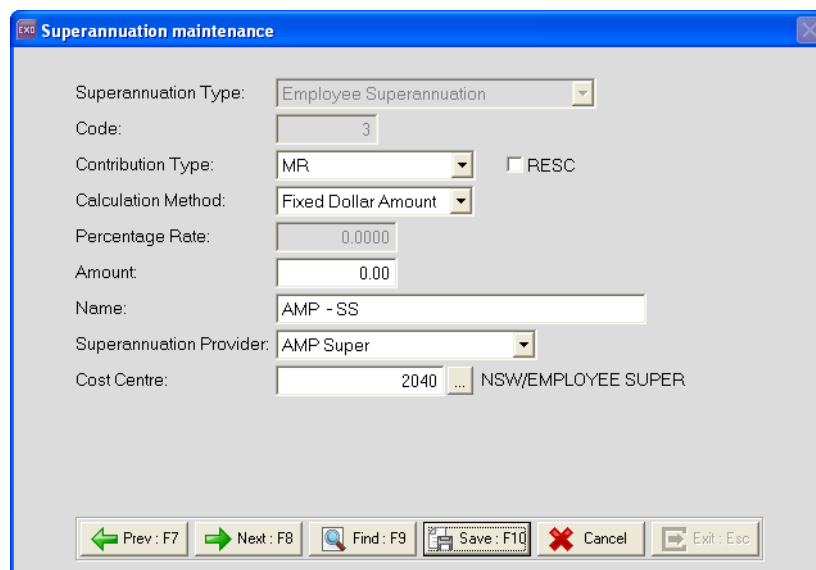 EXO Superannuation maintenance
Superannuation Type: Employee Superannuation
Code: 3
Contribution Type: MR RESC
Calculation Method: Fixed Dollar Amount
Percentage Rate: 0.0000
Amount: 0.00
Name: AMP - SS
Superannuation Provider: AMP Super
Cost Centre: 2040 ... NSW/EMPLOYEE SUPER
Prev : F7 Next : F8 Find : F9 Save : F10 Cancel Exit : Esc